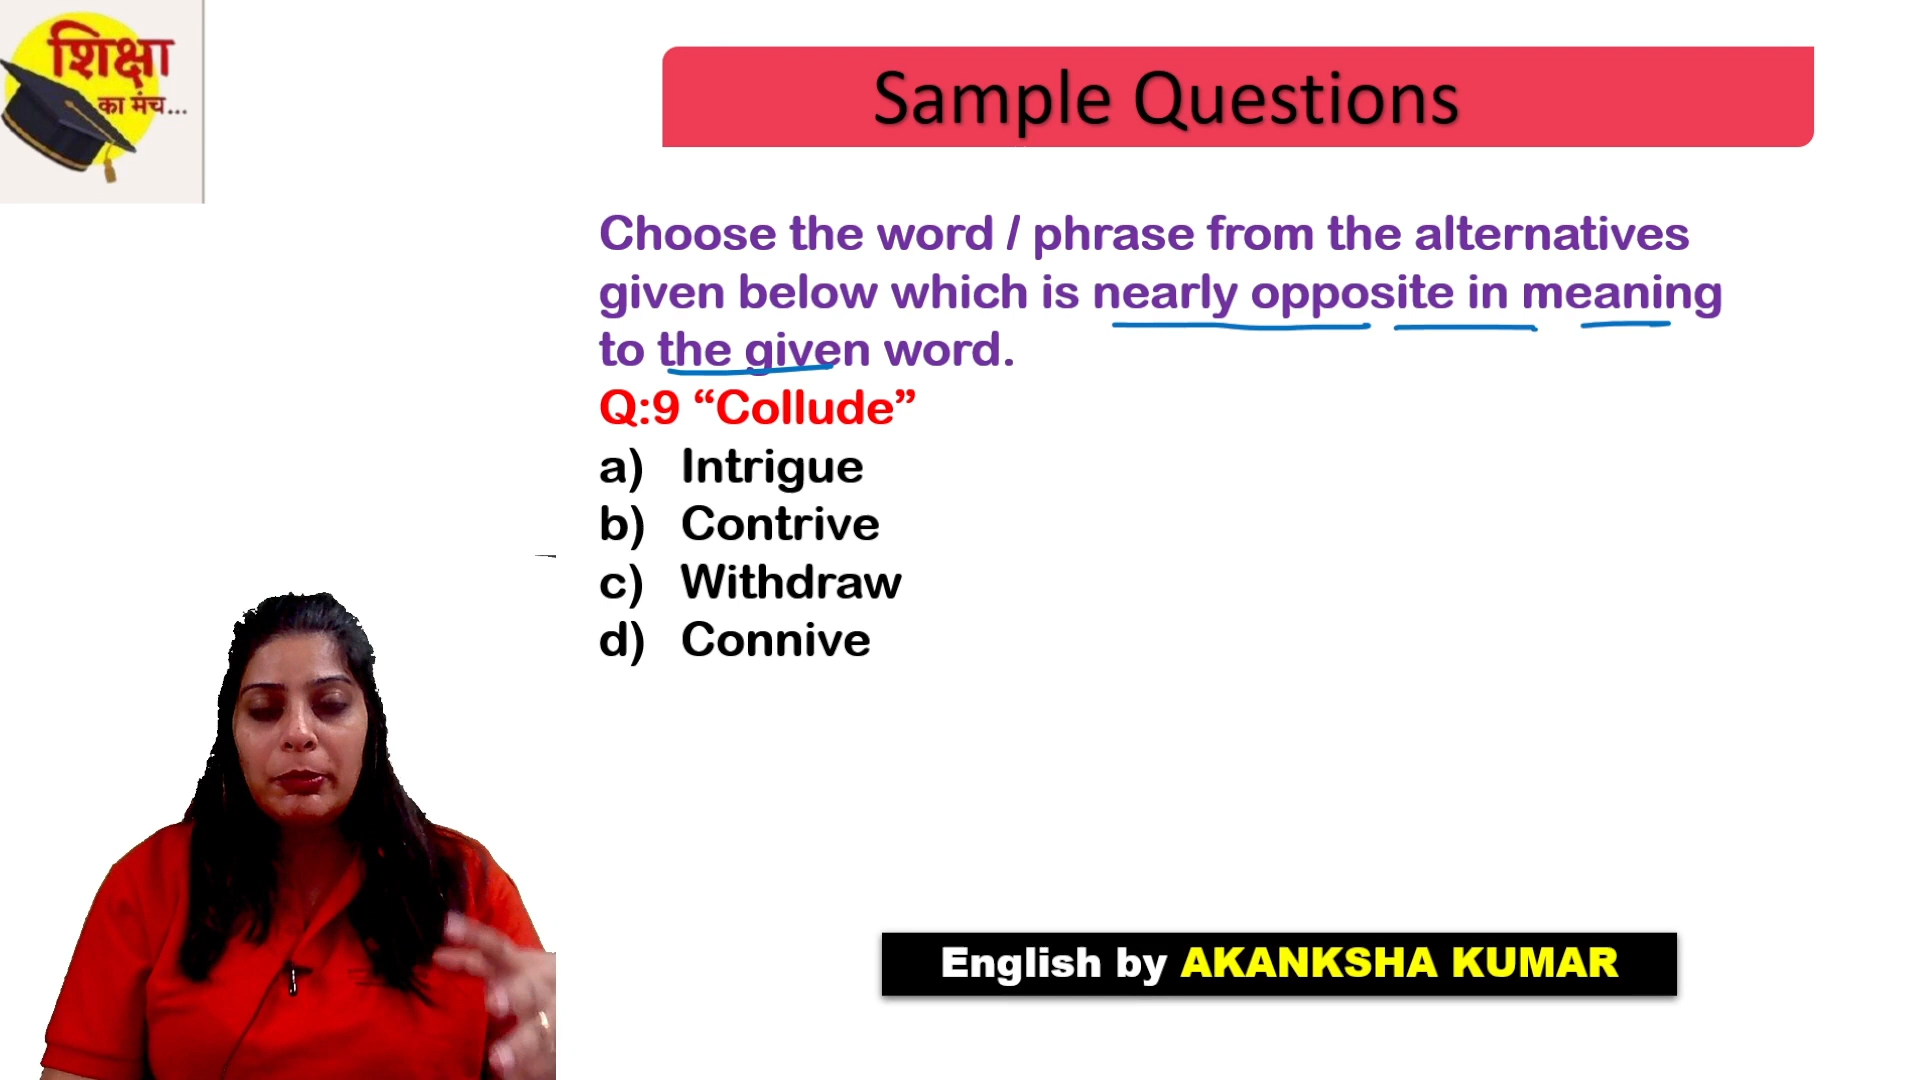 शिक्षा
का मंच...
Sample Questions
Choose the word / phrase from the alternatives
given below which is nearly opposite in meaning
to the given word.
Q:9 “Collude”
a) Intrigue
b) Contrive
c) Withdraw
d) Connive
English by AKANKSHA KUMAR